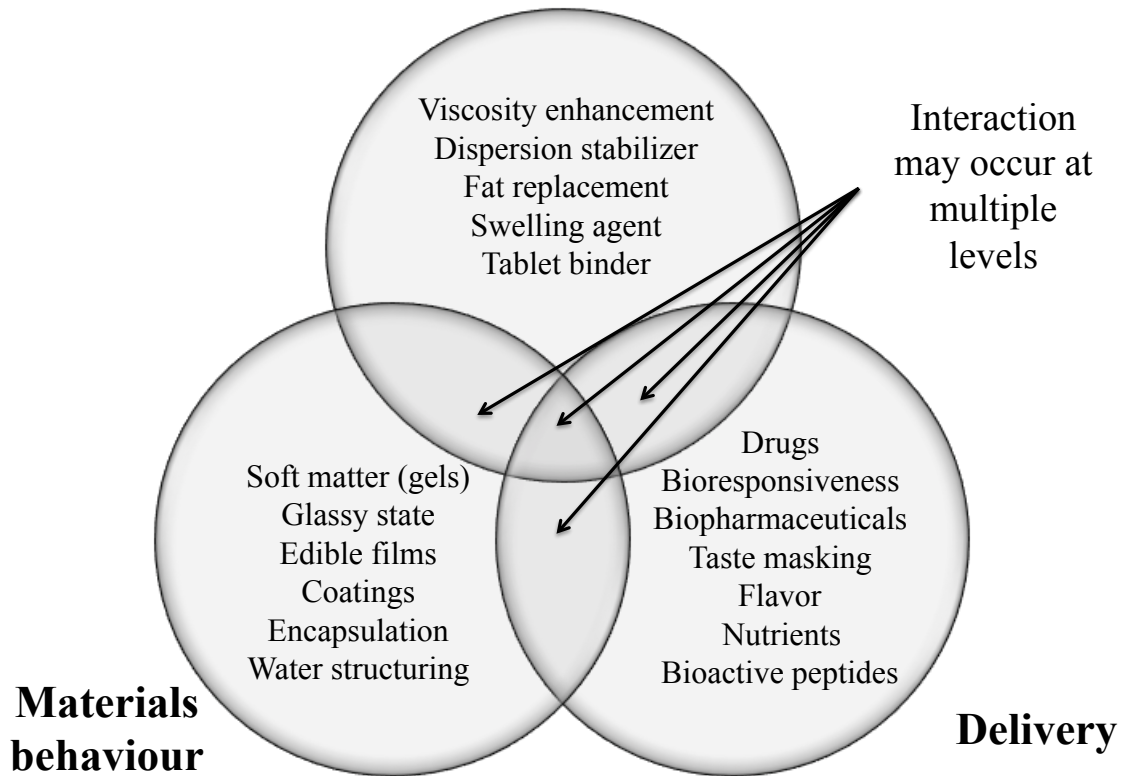 Viscosity enhancement
Dispersion stabilizer
Fat replacement
Swelling agent
Tablet binder
Interaction
may occur at
multiple
levels
Soft matter (gels)
Glassy state
Edible films
Coatings
Encapsulation
Water structuring
Drugs
Bioresponsiveness
Biopharmaceuticals
Taste masking
Flavor
Nutrients
Bioactive peptides
Materials
behaviour
Delivery